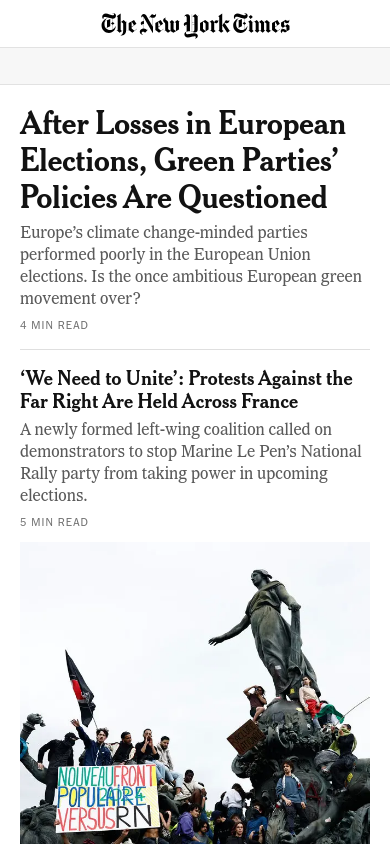 The New York Times
After Losses in European
Elections, Green Parties’
Policies Are Questioned
Europe’s climate change-minded parties
performed poorly in the European Union
elections. Is the once ambitious European green
movement over?
4 MIN READ
‘We Need to Unite’: Protests Against the
Far Right Are Held Across France
A newly formed left-wing coalition called on
demonstrators to stop Marine Le Pen’s National
Rally party from taking power in upcoming
elections.
5 MIN READ
NOUVEAU FRONT
POPULAIRE
VERSUS RN